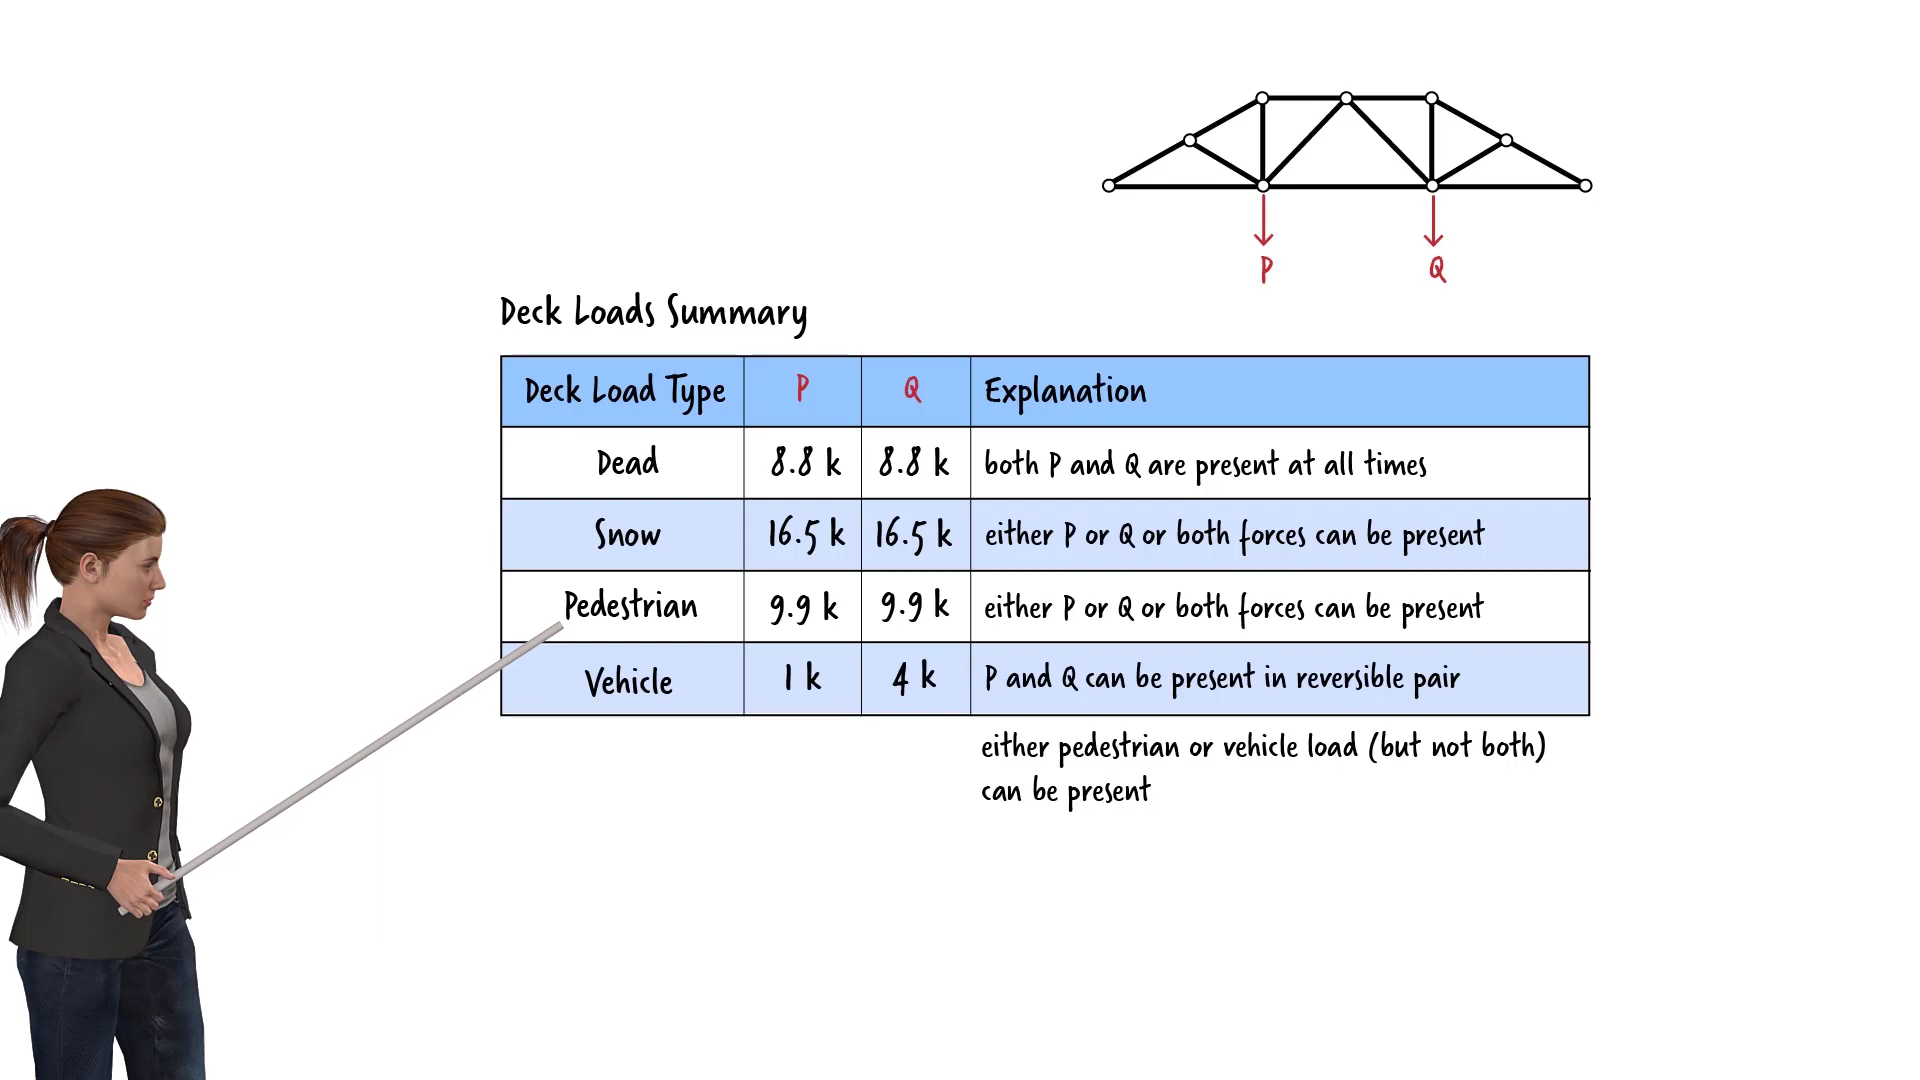 P
Q
Deck Loads Summary
Deck Load Type P Q Explanation
Dead 8.8 k 8.8 k both P and Q are present at all times
Snow 16.5 k 16.5 k either P or Q or both forces can be present
Pedestrian 9.9 k 9.9 k either P or Q or both forces can be present
Vehicle 1 k 4 k P and Q can be present in reversible pair
either pedestrian or vehicle load (but not both)
can be present